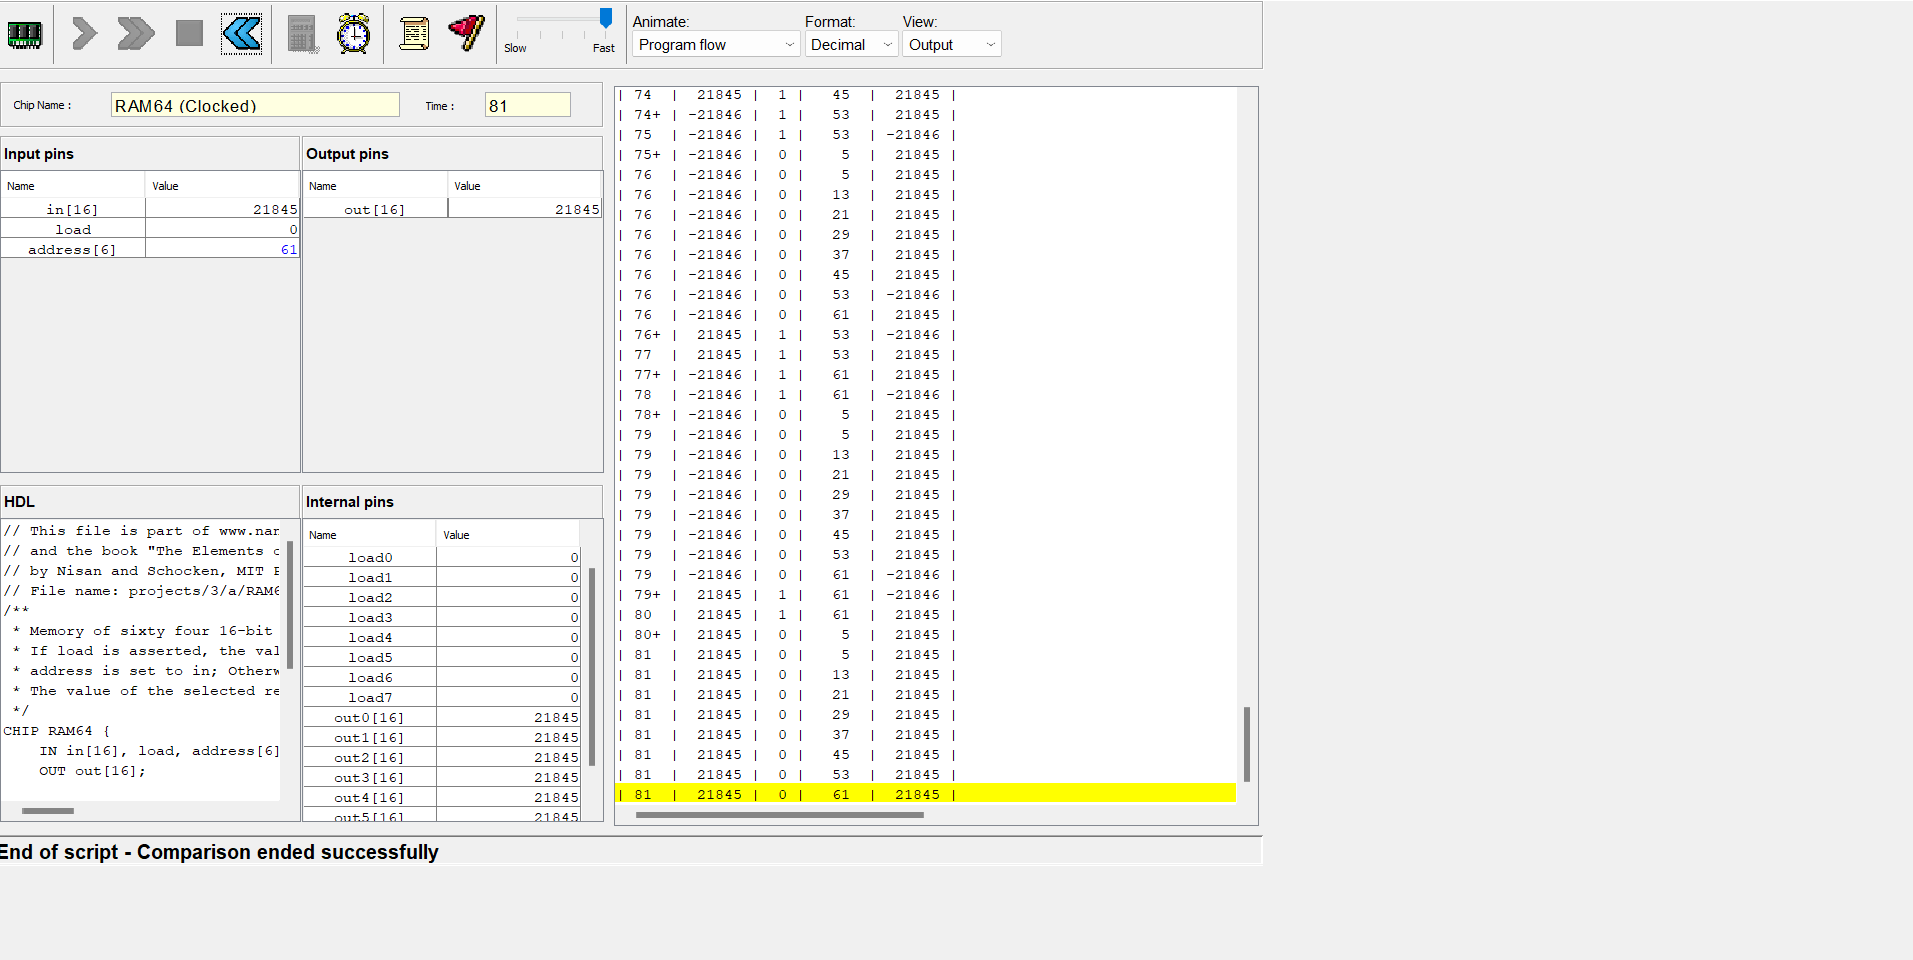 Slow
Fast
Animate:
Program flow
Format:
Decimal
View:
Output
Chip Name :
RAM64 (Clocked)
Time :
81
Input pins
Name Value
in[16] 21845
load 0
address[6] 61
Output pins
Name Value
out[16] 21845
HDL
// This file is part of www.nan
// and the book "The Elements o
// by Nisan and Schocken, MIT P
// File name: projects/3/a/RAM6
/**
* Memory of sixty four 16-bit
* If load is asserted, the val
* address is set to in; Otherw
* The value of the selected re
*/
CHIP RAM64 {
IN in[16], load, address[6]
OUT out[16];
Internal pins
Name Value
load0 0
load1 0
load2 0
load3 0
load4 0
load5 0
load6 0
load7 0
out0[16] 21845
out1[16] 21845
out2[16] 21845
out3[16] 21845
out4[16] 21845
out5[16] 21845
| 74 | 21845 | 1 | 45 | 21845 |
| 74+ | -21846 | 1 | 53 | 21845 |
| 75 | -21846 | 1 | 53 | -21846 |
| 75+ | -21846 | 0 | 5 | 21845 |
| 76 | -21846 | 0 | 5 | 21845 |
| 76 | -21846 | 0 | 13 | 21845 |
| 76 | -21846 | 0 | 21 | 21845 |
| 76 | -21846 | 0 | 29 | 21845 |
| 76 | -21846 | 0 | 37 | 21845 |
| 76 | -21846 | 0 | 45 | 21845 |
| 76 | -21846 | 0 | 53 | -21846 |
| 76 | -21846 | 0 | 61 | 21845 |
| 76+ | 21845 | 1 | 53 | -21846 |
| 77 | 21845 | 1 | 53 | 21845 |
| 77+ | -21846 | 1 | 61 | 21845 |
| 78 | -21846 | 1 | 61 | -21846 |
| 78+ | -21846 | 0 | 5 | 21845 |
| 79 | -21846 | 0 | 5 | 21845 |
| 79 | -21846 | 0 | 13 | 21845 |
| 79 | -21846 | 0 | 21 | 21845 |
| 79 | -21846 | 0 | 29 | 21845 |
| 79 | -21846 | 0 | 37 | 21845 |
| 79 | -21846 | 0 | 45 | 21845 |
| 79 | -21846 | 0 | 53 | 21845 |
| 79 | -21846 | 0 | 61 | -21846 |
| 79+ | 21845 | 1 | 61 | -21846 |
| 80 | 21845 | 1 | 61 | 21845 |
| 80+ | 21845 | 0 | 5 | 21845 |
| 81 | 21845 | 0 | 5 | 21845 |
| 81 | 21845 | 0 | 13 | 21845 |
| 81 | 21845 | 0 | 21 | 21845 |
| 81 | 21845 | 0 | 29 | 21845 |
| 81 | 21845 | 0 | 37 | 21845 |
| 81 | 21845 | 0 | 45 | 21845 |
| 81 | 21845 | 0 | 53 | 21845 |
| 81 | 21845 | 0 | 61 | 21845 |
End of script - Comparison ended successfully